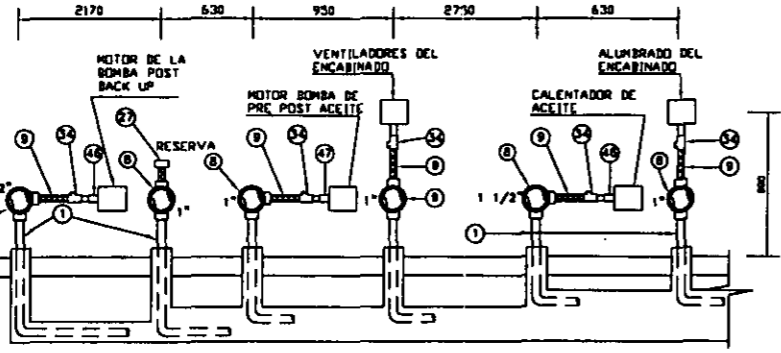 2170
630
950
2750
630
MOTOR DE LA
BOMBA POST
BACK UP
VENTILADORES DEL
ENCABINADO
ALUMBRADO DEL
ENCABINADO
MOTOR BOMBA DE
PRE POST ACEITE
CALENTADOR DE
ACEITE
27
RESERVA
9
34
46
8
8
9
34
47
34
9
9
8
9
34
46
8
34
9
2"
1"
1"
1"
1 1/2"
1"
1
1